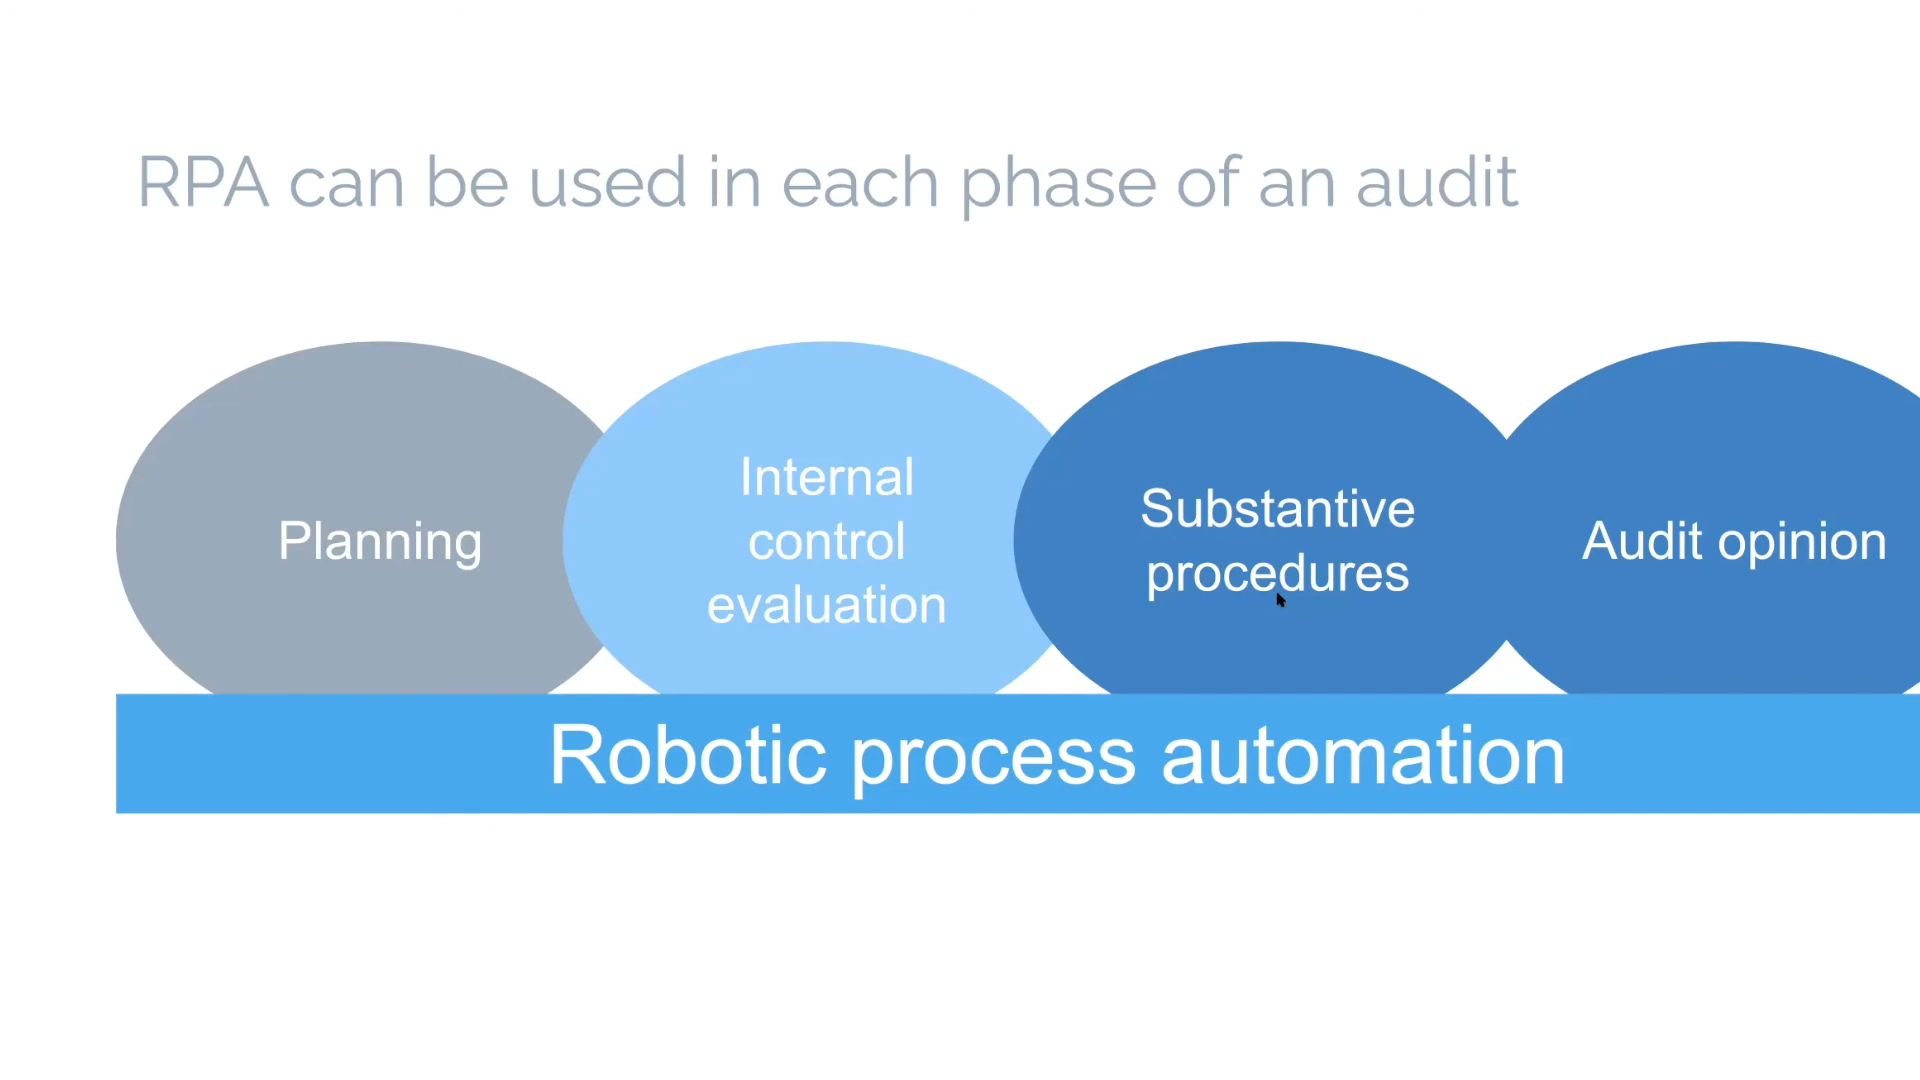 RPA can be used in each phase of an audit
Planning
Internal
control
evaluation
Substantive
procedures
Audit opinion
Robotic process automation